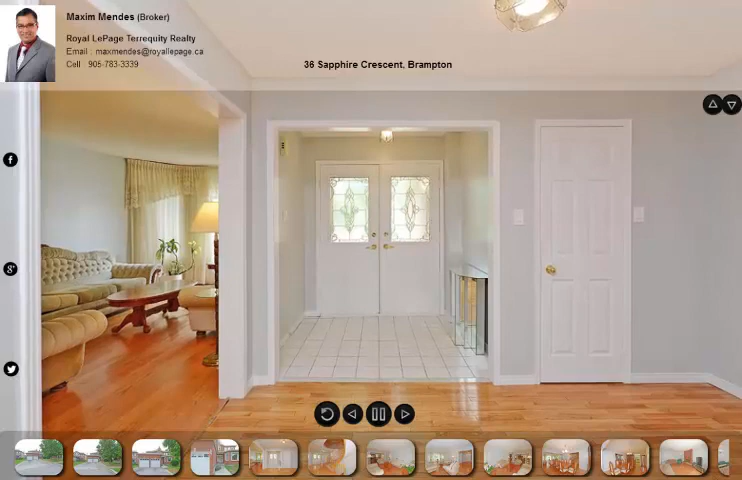 Maxim Mendes (Broker)
Royal LePage Terrequity Realty
Email : maxmendes@royallepage.ca
Cell 905-783-3339
36 Sapphire Crescent, Brampton